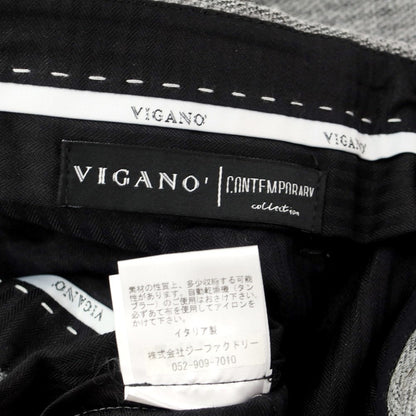 VIGANO'
VIGANO'
VIGANO' | CONTEMPORARY
collection
VIGANO'
素材の性質上、多少収縮する可能
性があります。自動乾燥機（タン
ブラー）のご使用はお避け下さい。
必ずあて布を使用してアイロンを
かけて下さい。
イタリア製
株式会社ジーファクトリー
052-909-7010